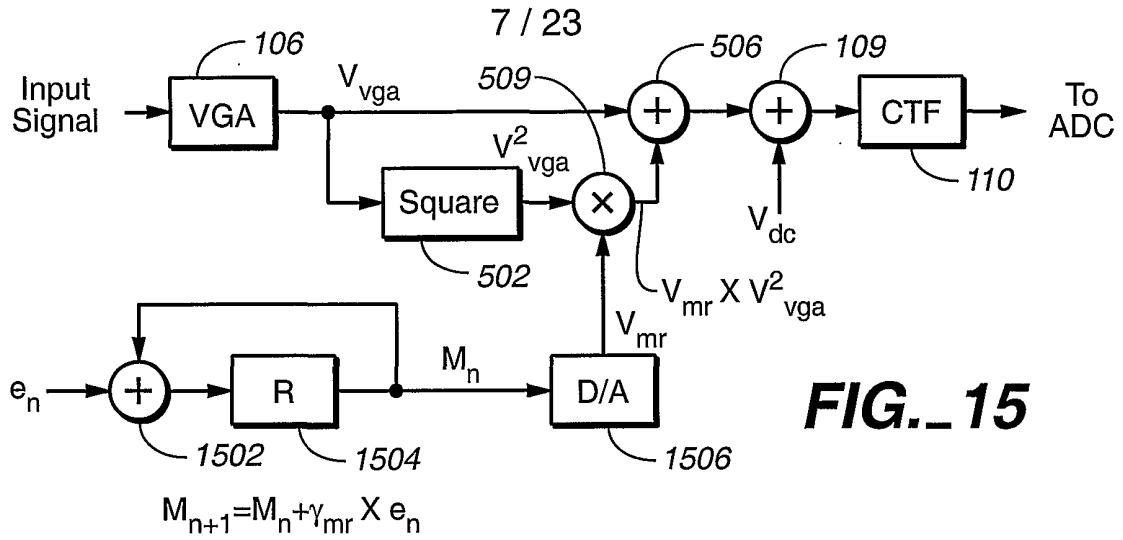 7 / 23
106
Input
Signal
VGA
V_vga
509
506
109
+
+
CTF
To
ADC
110
V²_vga
Square
502
×
V_dc
V_mr X V²_vga
V_mr
e_n
+
1502
R
1504
M_n
D/A
1506
FIG._15
M_n+1=M_n+γ_mr X e_n